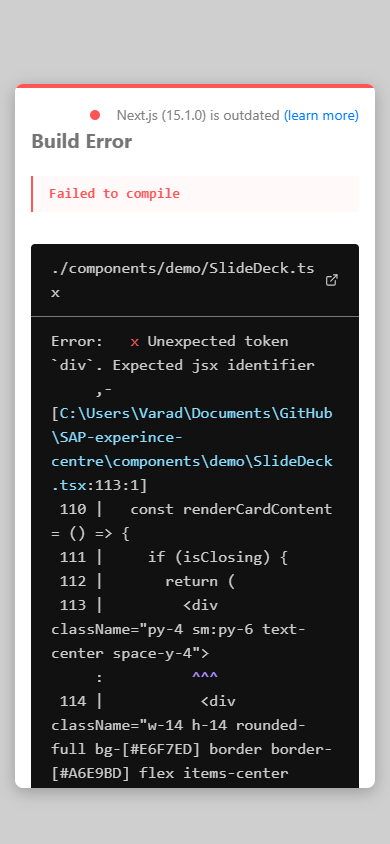 Next.js (15.1.0) is outdated (learn more)
Build Error
Failed to compile
./components/demo/SlideDeck.ts
x
Error:   x Unexpected token
`div`. Expected jsx identifier
     ,-
[C:\Users\Varad\Documents\GitHub
\SAP-experince-
centre\components\demo\SlideDeck
.tsx:113:1]
 110 |   const renderCardContent
= () => {
 111 |     if (isClosing) {
 112 |       return (
 113 |         <div
className="py-4 sm:py-6 text-
center space-y-4">
     :          ^^^
 114 |           <div
className="w-14 h-14 rounded-
full bg-[#E6F7ED] border border-
[#A6E9BD] flex items-center